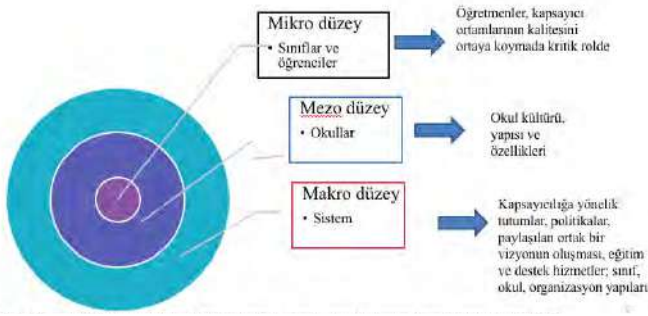 Mikro düzey
• Sınıflar ve
öğrenciler
Öğretmenler, kapsayıcı
ortamlarının kalitesini
ortaya koymada kritik rolde
Mezo düzey
• Okullar
Okul kültürü,
yapısı ve
özellikleri
Makro düzey
• Sistem
Kapsayıcılığa yönelik
tutumlar, politikalar,
paylaşılan ortak bir
vizyonun oluşması, eğitim
ve destek hizmetler; sınıf,
okul, organizasyon yapıları